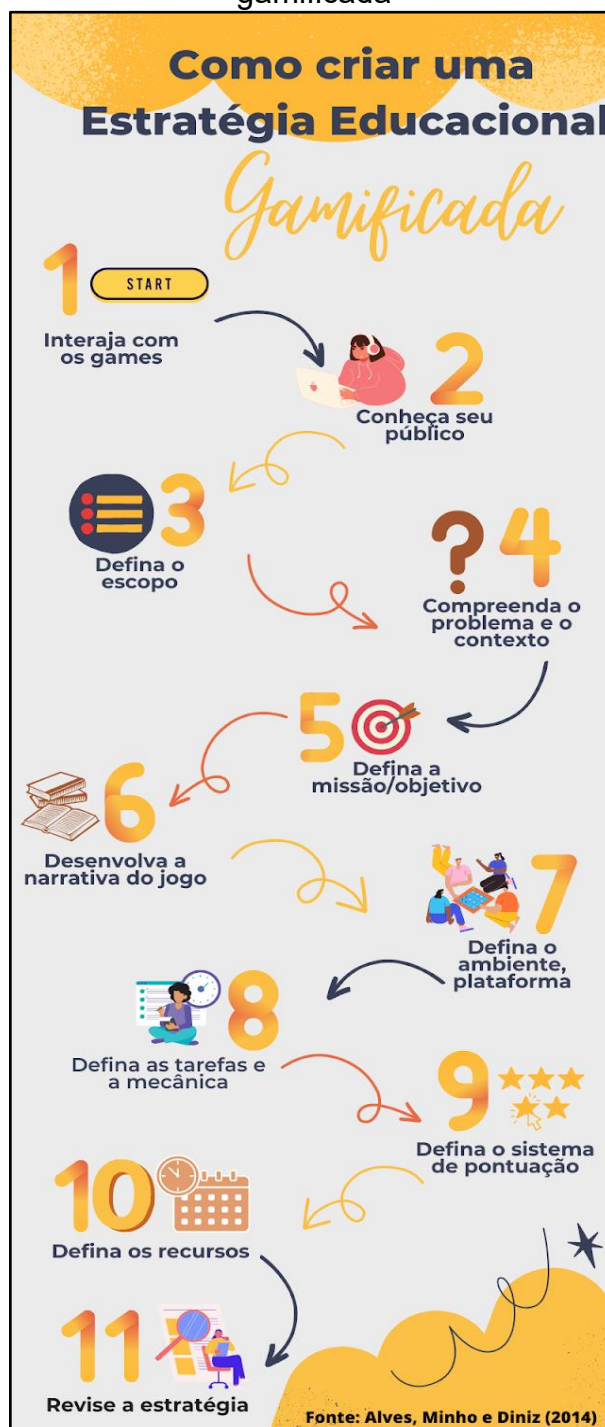 gamificada
Como criar uma
Estratégia Educacional
Gamificada
1
START
Interaja com
os games
2
Conheça seu
público
3
Defina o
escopo
? 4
Compreenda o
problema e o
contexto
5
Defina a
missão/objetivo
6
Desenvolva a
narrativa do jogo
7
Defina o
ambiente,
plataforma
8
Defina as tarefas e
a mecânica
9
Defina o sistema
de pontuação
10
Defina os recursos
11
Revise a estratégia
Fonte: Alves, Minho e Diniz (2014)